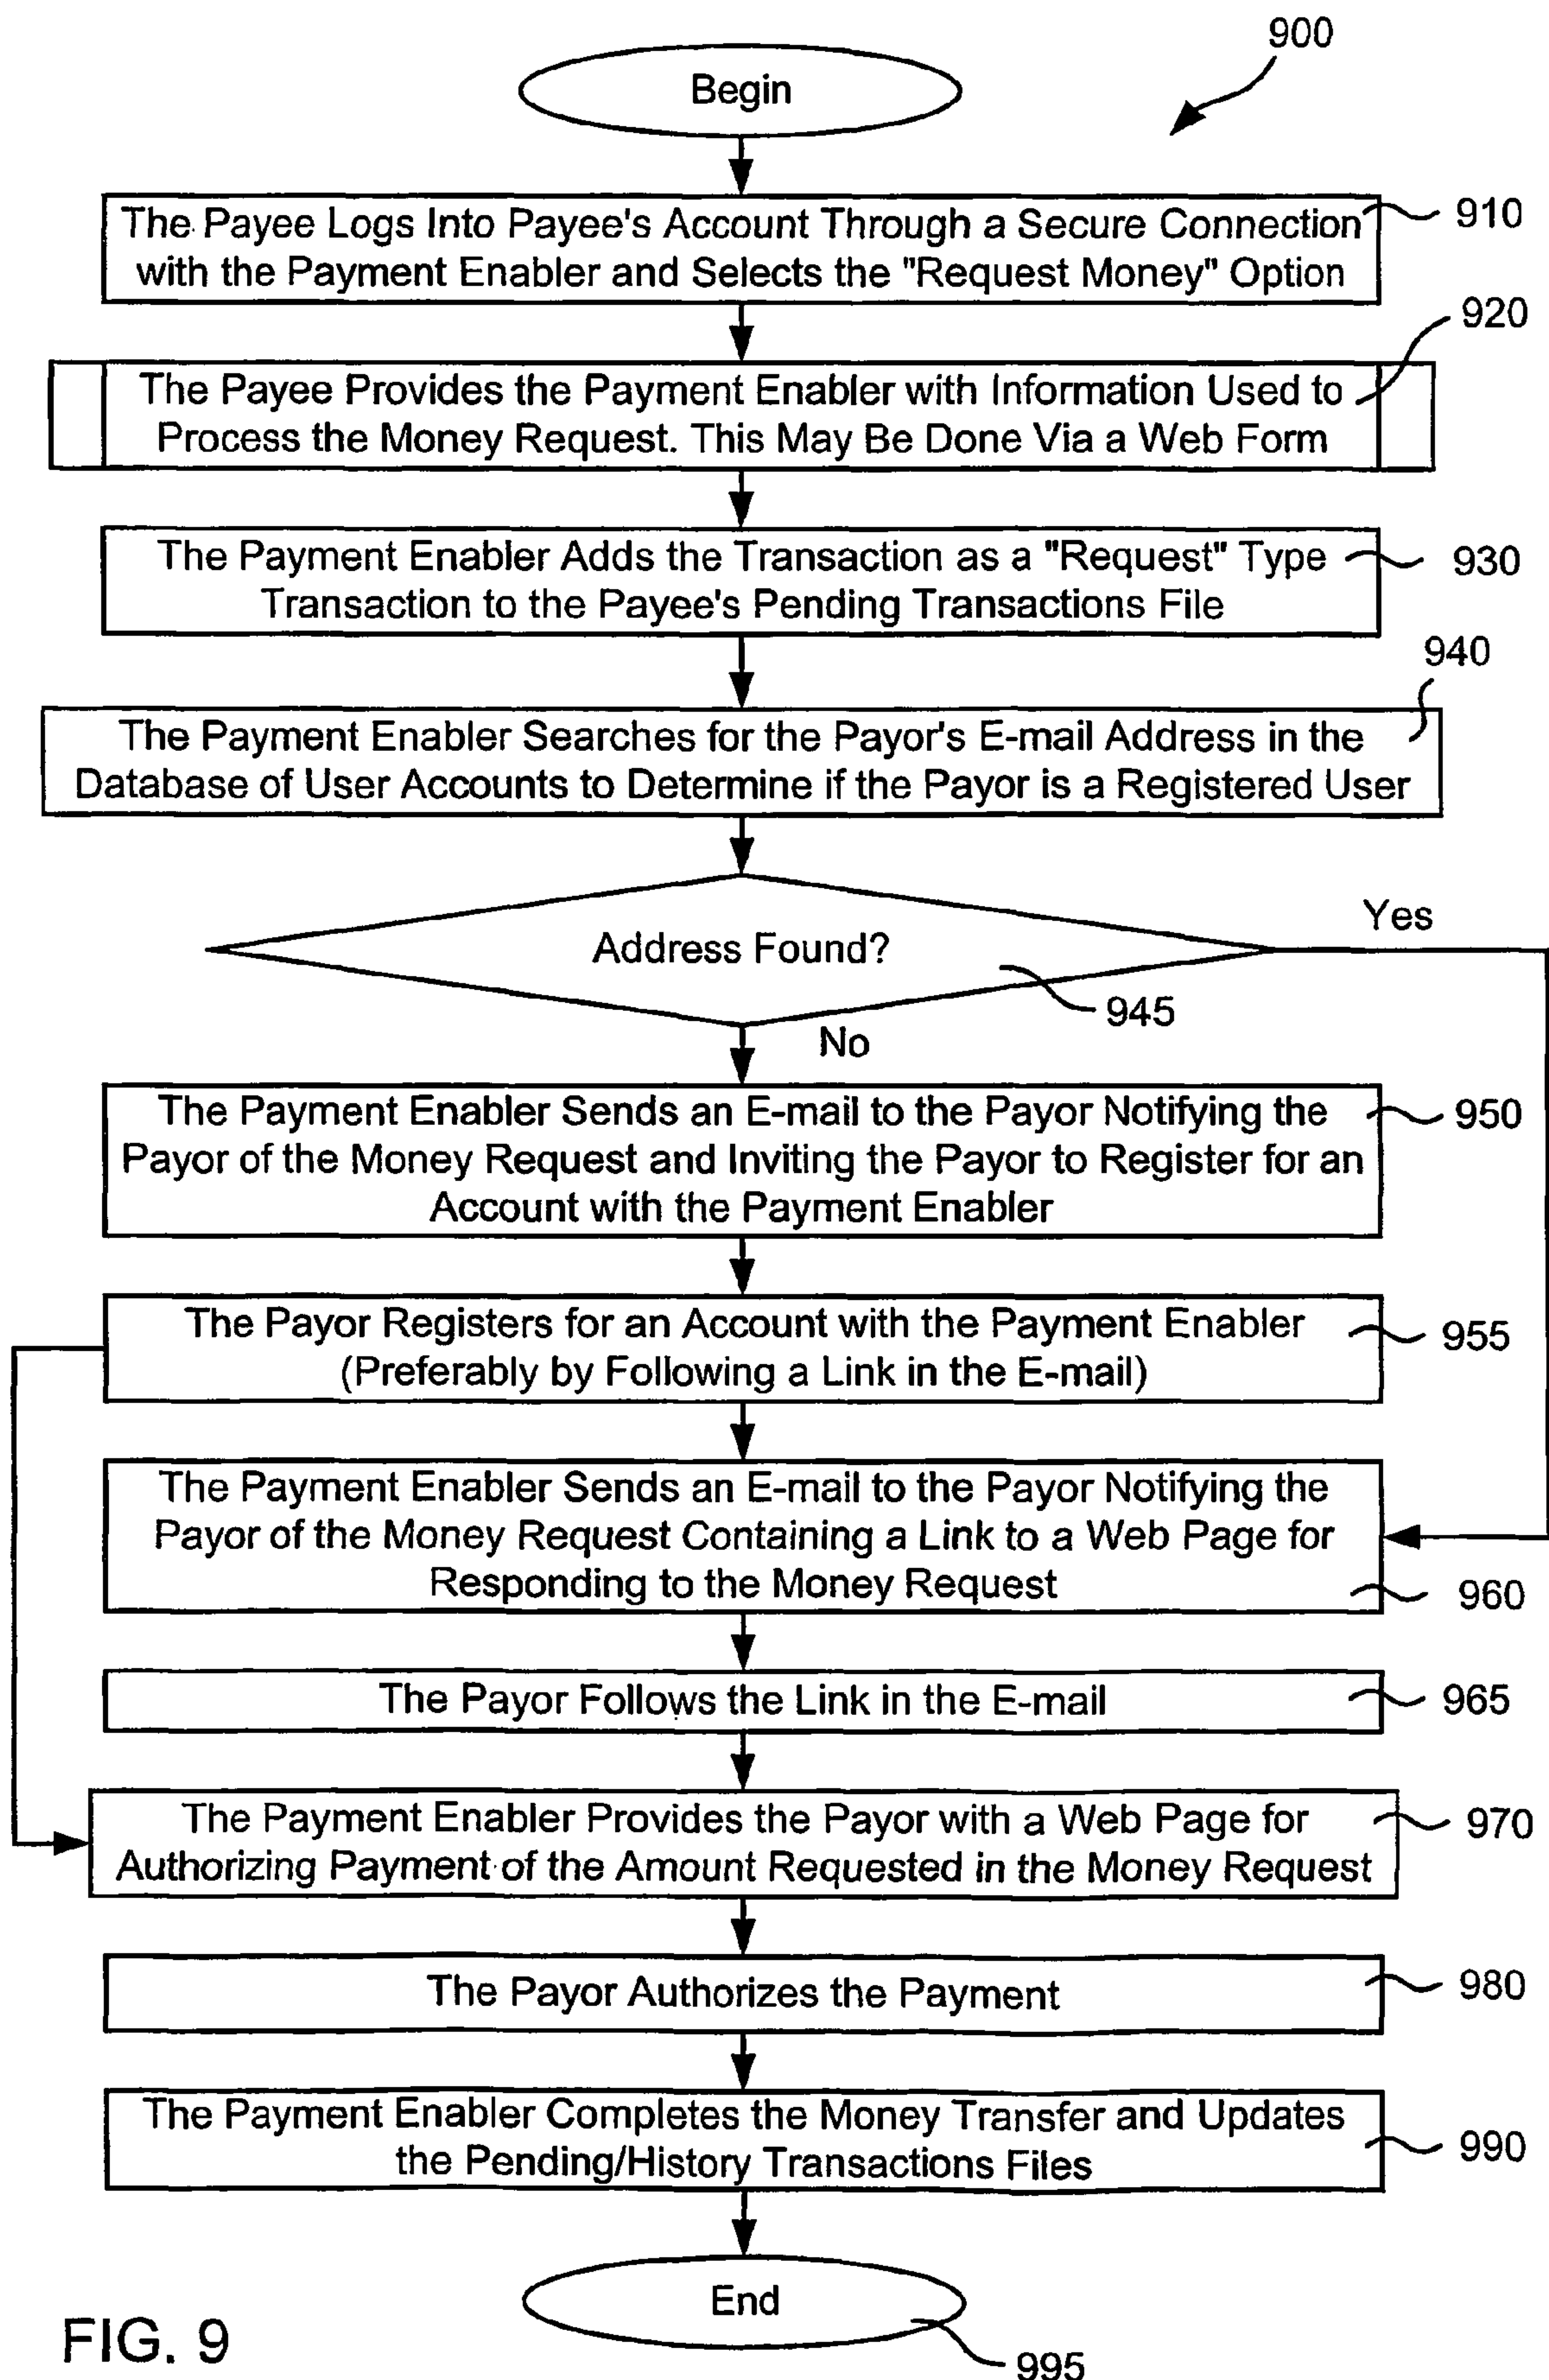 900
Begin
The Payee Logs Into Payee's Account Through a Secure Connection
with the Payment Enabler and Selects the "Request Money" Option
910
920
The Payee Provides the Payment Enabler with Information Used to
Process the Money Request. This May Be Done Via a Web Form
The Payment Enabler Adds the Transaction as a "Request" Type
Transaction to the Payee's Pending Transactions File
930
940
The Payment Enabler Searches for the Payor's E-mail Address in the
Database of User Accounts to Determine if the Payor is a Registered User
Yes
Address Found?
945
No
The Payment Enabler Sends an E-mail to the Payor Notifying the
Payor of the Money Request and Inviting the Payor to Register for an
Account with the Payment Enabler
950
The Payor Registers for an Account with the Payment Enabler
(Preferably by Following a Link in the E-mail)
955
The Payment Enabler Sends an E-mail to the Payor Notifying the
Payor of the Money Request Containing a Link to a Web Page for
Responding to the Money Request
960
The Payor Follows the Link in the E-mail
965
The Payment Enabler Provides the Payor with a Web Page for
Authorizing Payment of the Amount Requested in the Money Request
970
The Payor Authorizes the Payment
980
The Payment Enabler Completes the Money Transfer and Updates
the Pending/History Transactions Files
990
End
995
FIG. 9